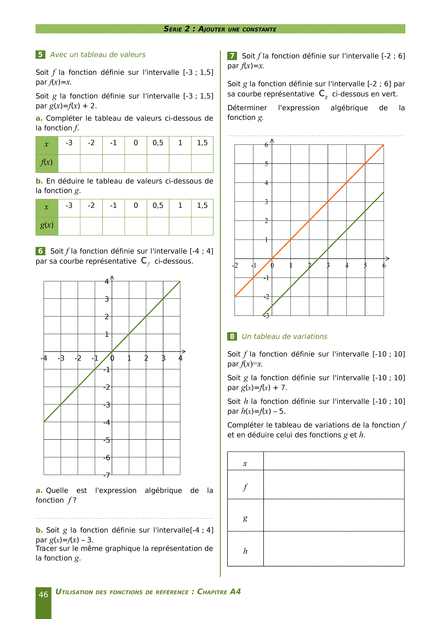 SÉRIE 2 : AJOUTER UNE CONSTANTE
5 Avec un tableau de valeurs
Soit f la fonction définie sur l'intervalle [-3 ; 1,5]
par f(x)=x.
Soit g la fonction définie sur l'intervalle [-3 ; 1,5]
par g(x)=f(x) + 2.
a. Compléter le tableau de valeurs ci-dessous de
la fonction f.
x -3 -2 -1 0 0,5 1 1,5
f(x)
b. En déduire le tableau de valeurs ci-dessous de
la fonction g.
x -3 -2 -1 0 0,5 1 1,5
g(x)
6 Soit f la fonction définie sur l'intervalle [-4 ; 4]
par sa courbe représentative C f ci-dessous.
4
3
2
1
-4 -3 -2 -1 0 1 2 3 4
-1
-2
-3
-4
-5
-6
-7
a. Quelle est l'expression algébrique de la
fonction f ?
b. Soit g la fonction définie sur l'intervalle[-4 ; 4]
par g(x)=f(x) – 3.
Tracer sur le même graphique la représentation de
la fonction g.
7 Soit f la fonction définie sur l'intervalle [-2 ; 6]
par f(x)=x.
Soit g la fonction définie sur l'intervalle [-2 ; 6] par
sa courbe représentative C g ci-dessous en vert.
Déterminer l'expression algébrique de la
fonction g.
6
5
4
3
2
1
-2 -1 0 1 2 3 4 5 6
-1
-2
-3
8 Un tableau de variations
Soit f la fonction définie sur l'intervalle [-10 ; 10]
par f(x)=x.
Soit g la fonction définie sur l'intervalle [-10 ; 10]
par g(x)=f(x) + 7.
Soit h la fonction définie sur l'intervalle [-10 ; 10]
par h(x)=f(x) – 5.
Compléter le tableau de variations de la fonction f
et en déduire celui des fonctions g et h.
x
f
g
h
46 UTILISATION DES FONCTIONS DE RÉFÉRENCE : CHAPITRE A4